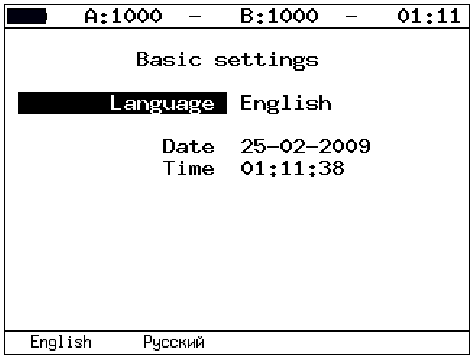 A:1000 – B:1000 – 01:11
Basic settings
Language English
Date 25-02-2009
Time 01:11:38
English Русский